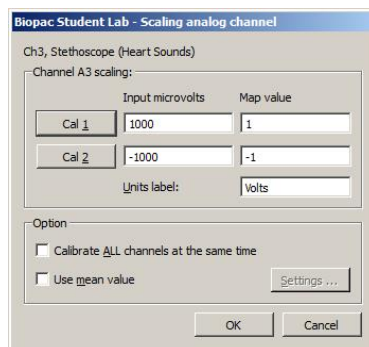 Biopac Student Lab - Scaling analog channel
Ch3, Stethoscope (Heart Sounds)
Channel A3 scaling:
Input microvolts Map value
Cal 1 1000 1
Cal 2 -1000 -1
Units label: Volts
Option
Calibrate ALL channels at the same time
Use mean value Settings ...
OK Cancel